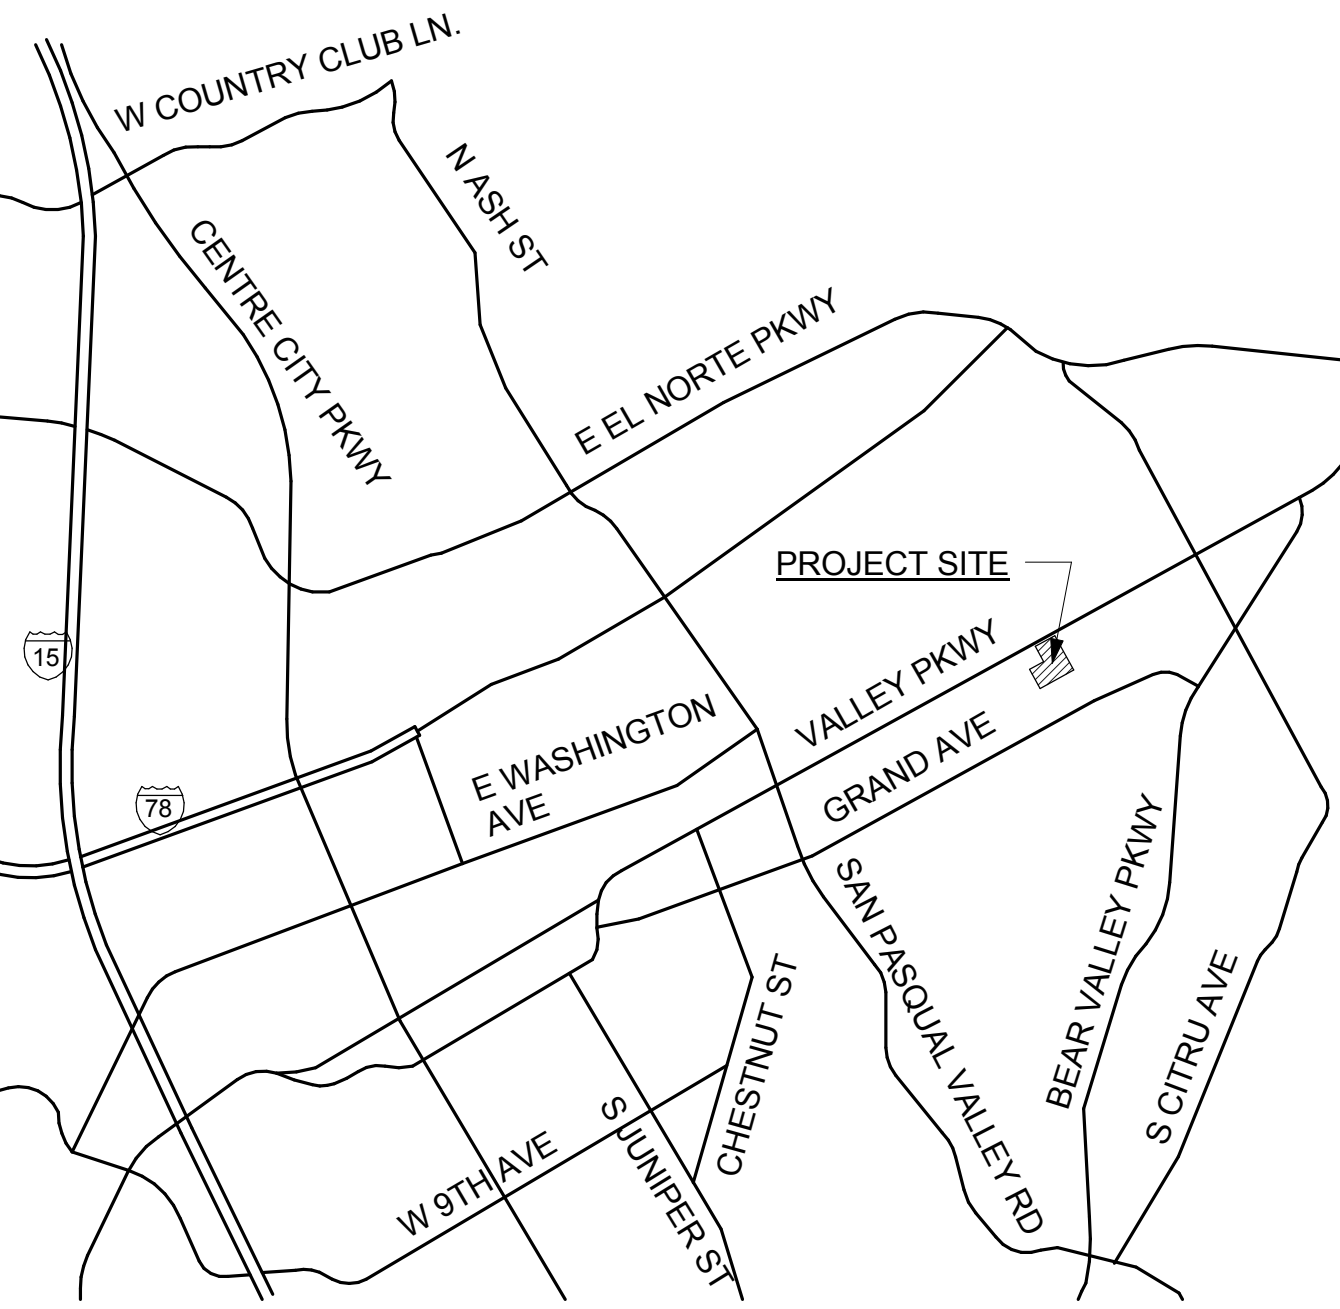 W COUNTRY CLUB LN.
N ASH ST
CENTRE CITY PKWY
E EL NORTE PKWY
PROJECT SITE
15
VALLEY PKWY
E WASHINGTON
AVE
GRAND AVE
78
SAN PASQUAL VALLEY RD
BEAR VALLEY PKWY
S CITRU AVE
CHESTNUT ST
S JUNIPER ST
W 9TH AVE